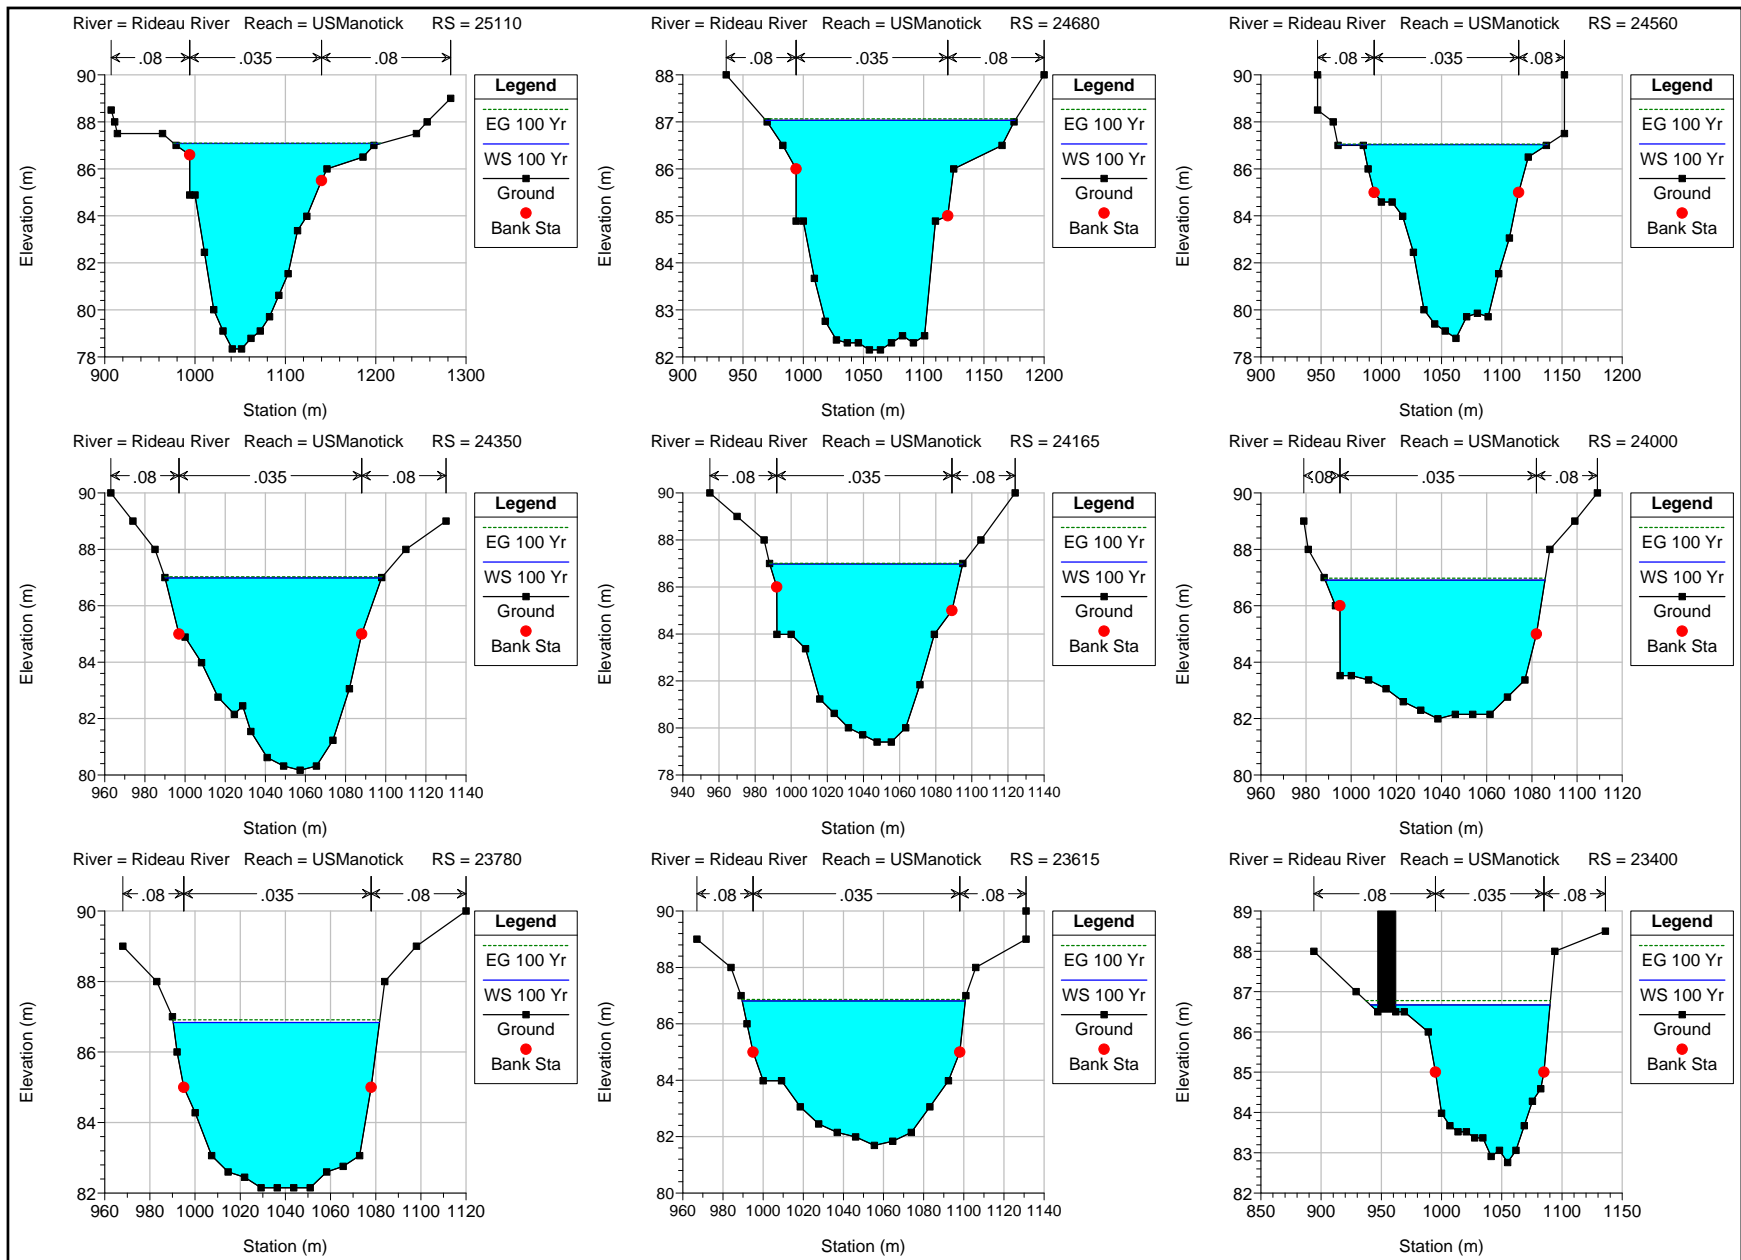 River = Rideau River Reach = USManotick RS = 25110
.08 .035 .08
90
88
86
84
82
80
78
900 1000 1100 1200 1300
Elevation (m)
Station (m)
Legend
EG 100 Yr
WS 100 Yr
Ground
Bank Sta
River = Rideau River Reach = USManotick RS = 24680
.08 .035 .08
88
87
86
85
84
83
82
900 950 1000 1050 1100 1150 1200
Elevation (m)
Station (m)
Legend
EG 100 Yr
WS 100 Yr
Ground
Bank Sta
River = Rideau River Reach = USManotick RS = 24560
.08 .035 .08
90
88
86
84
82
80
78
900 950 1000 1050 1100 1150 1200
Elevation (m)
Station (m)
Legend
EG 100 Yr
WS 100 Yr
Ground
Bank Sta
River = Rideau River Reach = USManotick RS = 24350
.08 .035 .08
90
88
86
84
82
80
960 980 1000 1020 1040 1060 1080 1100 1120 1140
Elevation (m)
Station (m)
Legend
EG 100 Yr
WS 100 Yr
Ground
Bank Sta
River = Rideau River Reach = USManotick RS = 24165
.08 .035 .08
90
88
86
84
82
80
78
940 960 980 1000 1020 1040 1060 1080 1100 1120 1140
Elevation (m)
Station (m)
Legend
EG 100 Yr
WS 100 Yr
Ground
Bank Sta
River = Rideau River Reach = USManotick RS = 24000
.08 .035 .08
90
88
86
84
82
80
960 980 1000 1020 1040 1060 1080 1100 1120
Elevation (m)
Station (m)
Legend
EG 100 Yr
WS 100 Yr
Ground
Bank Sta
River = Rideau River Reach = USManotick RS = 23780
.08 .035 .08
90
88
86
84
82
960 980 1000 1020 1040 1060 1080 1100 1120
Elevation (m)
Station (m)
Legend
EG 100 Yr
WS 100 Yr
Ground
Bank Sta
River = Rideau River Reach = USManotick RS = 23615
.08 .035 .08
90
88
86
84
82
80
960 980 1000 1020 1040 1060 1080 1100 1120 1140
Elevation (m)
Station (m)
Legend
EG 100 Yr
WS 100 Yr
Ground
Bank Sta
River = Rideau River Reach = USManotick RS = 23400
.08 .035 .08
89
88
87
86
85
84
83
82
850 900 950 1000 1050 1100 1150
Elevation (m)
Station (m)
Legend
EG 100 Yr
WS 100 Yr
Ground
Bank Sta